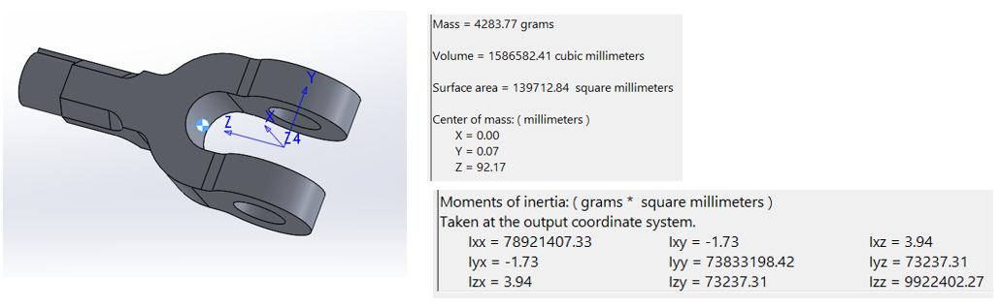 Y
X
Z
Z4
Mass = 4283.77 grams
Volume = 1586582.41 cubic millimeters
Surface area = 139712.84 square millimeters
Center of mass: ( millimeters )
X = 0.00
Y = 0.07
Z = 92.17
Moments of inertia: ( grams * square millimeters )
Taken at the output coordinate system.
Ixx = 78921407.33 Ixy = -1.73 Ixz = 3.94
Iyx = -1.73 Iyy = 73833198.42 Iyz = 73237.31
Izx = 3.94 Izy = 73237.31 Izz = 9922402.27